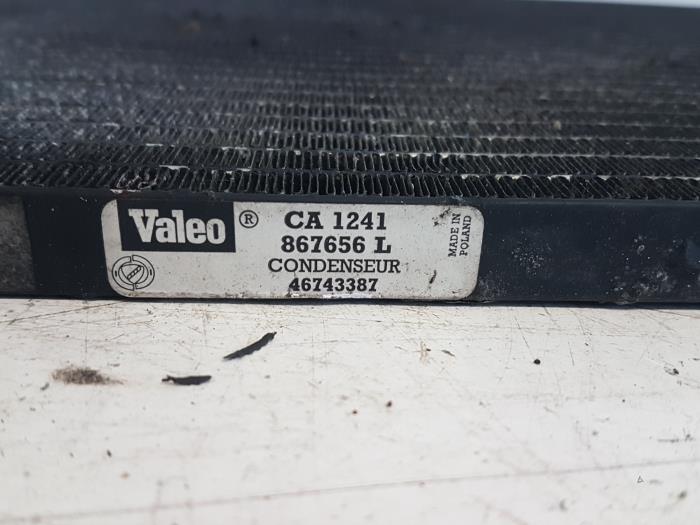 Valeo ® CA 1241
867656 L
CONDENSEUR
46743387
MADE IN
POLAND